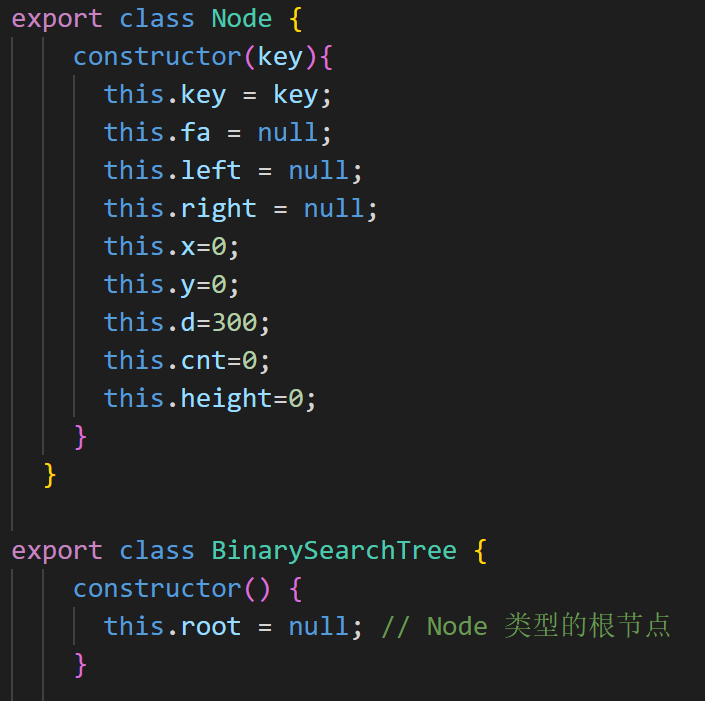 export class Node {
constructor(key){
this.key = key;
this.fa = null;
this.left = null;
this.right = null;
this.x=0;
this.y=0;
this.d=300;
this.cnt=0;
this.height=0;
}
}
export class BinarySearchTree {
constructor() {
this.root = null; // Node 类型的根节点
}